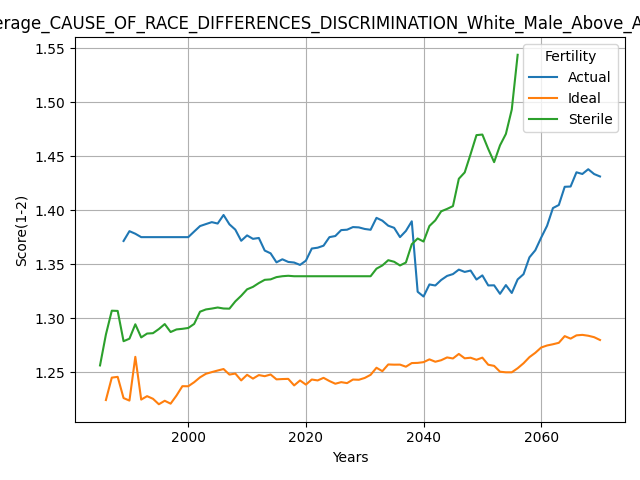 erage_CAUSE_OF_RACE_DIFFERENCES_DISCRIMINATION_White_Male_Above_A
Fertility
Actual
Ideal
Sterile
1.55
1.50
1.45
1.40
1.35
1.30
1.25
Score(1-2)
2000 2020 2040 2060
Years